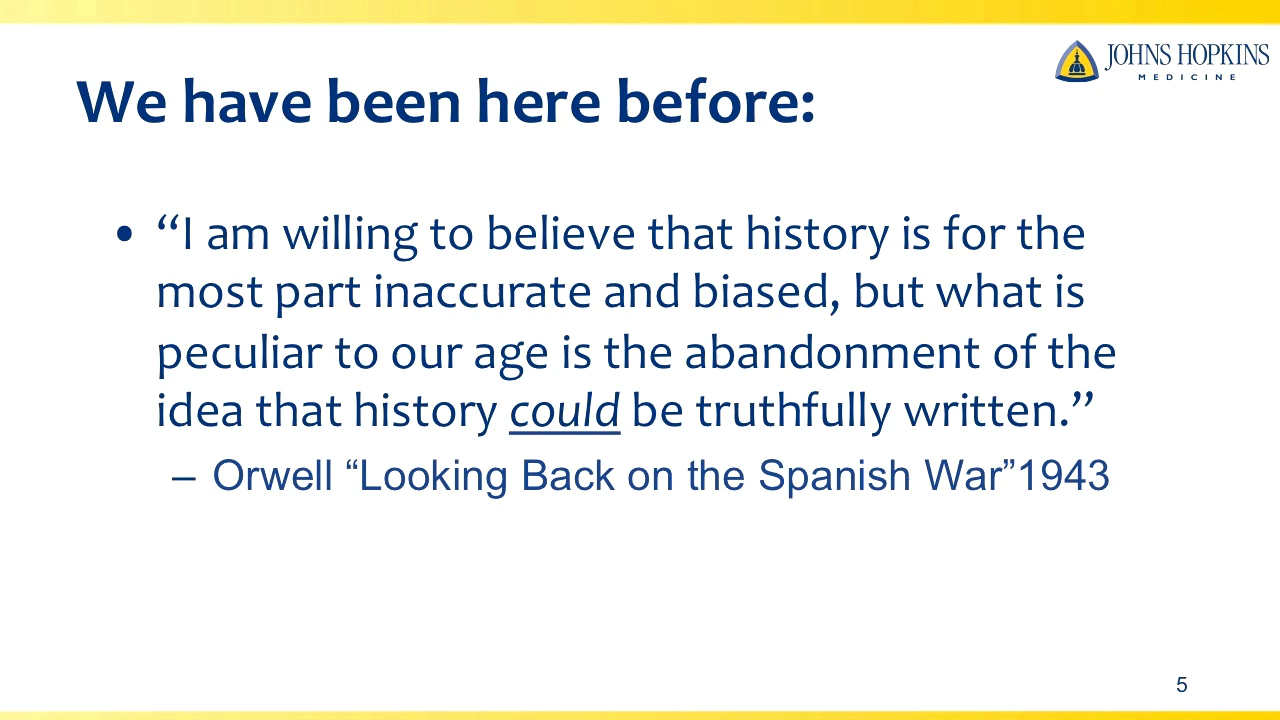 JOHNS HOPKINS
MEDICINE
We have been here before:
• “I am willing to believe that history is for the
most part inaccurate and biased, but what is
peculiar to our age is the abandonment of the
idea that history could be truthfully written.”
– Orwell “Looking Back on the Spanish War”1943
5